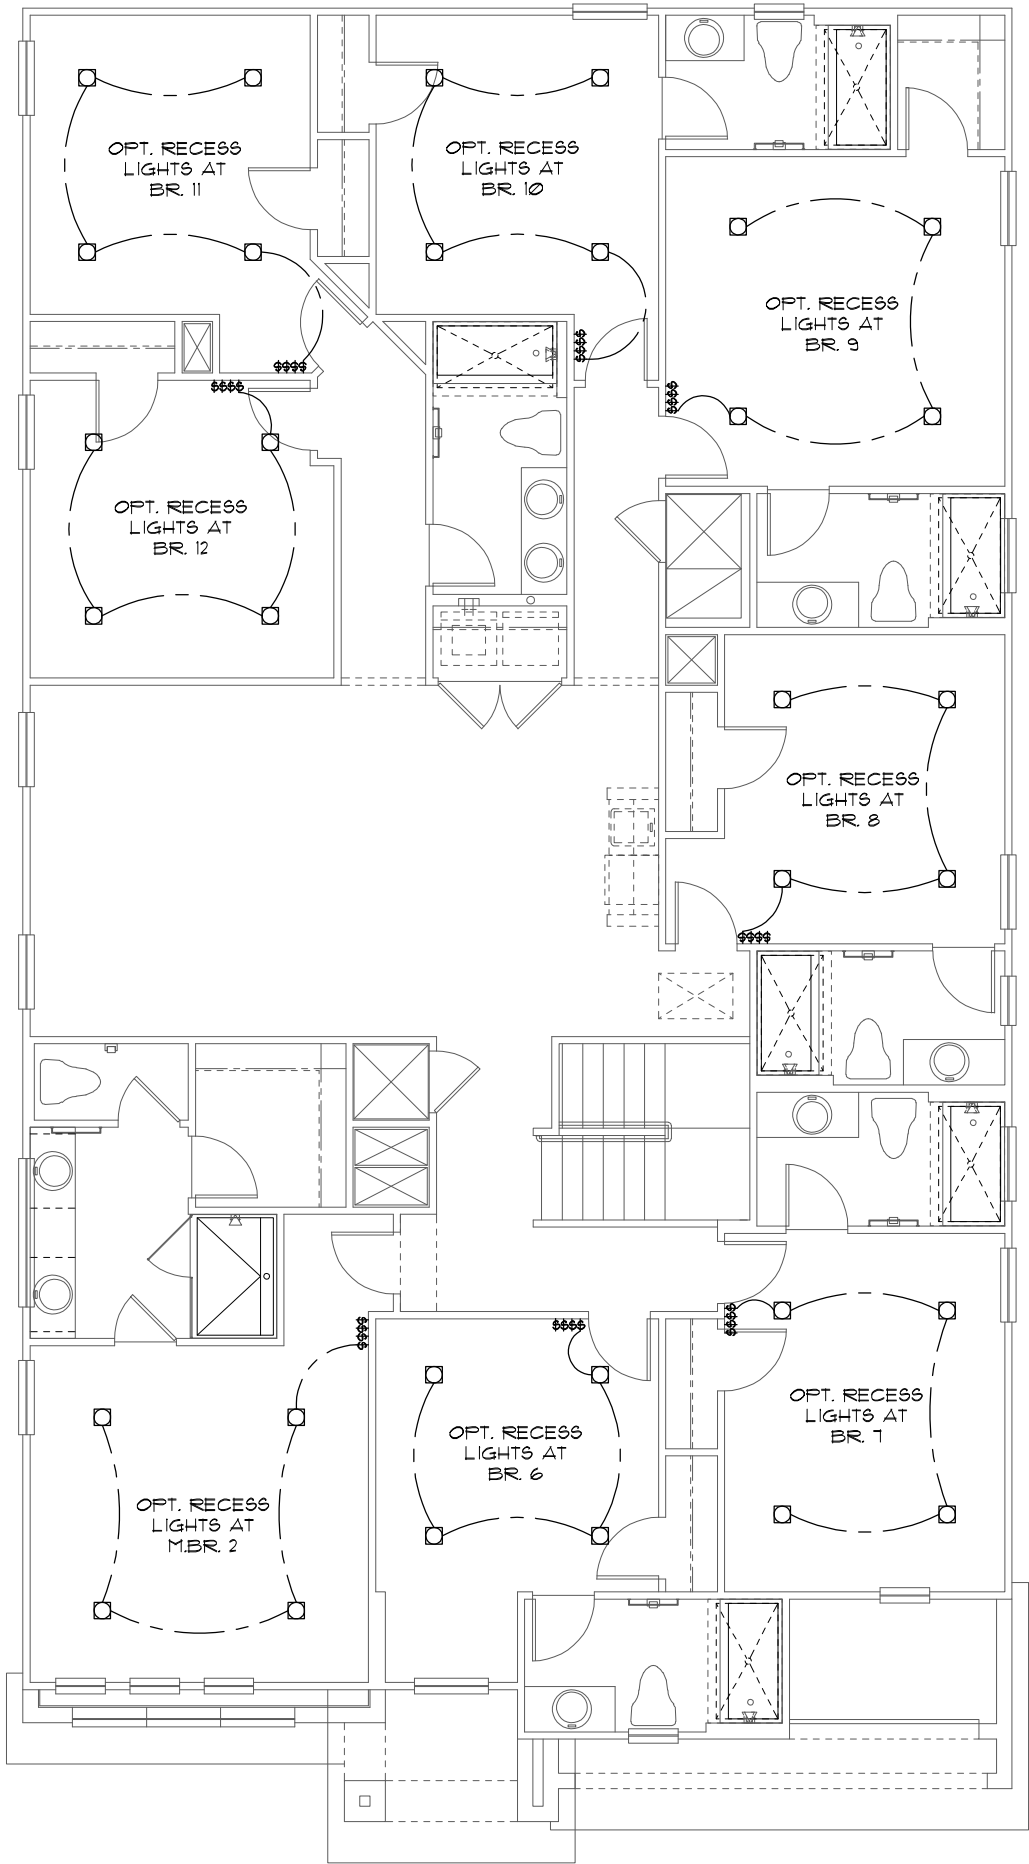 OPT. RECESS
LIGHTS AT
BR. 11
OPT. RECESS
LIGHTS AT
BR. 10
OPT. RECESS
LIGHTS AT
BR. 9
$$$$
$$$$
$$$$
$$$$
OPT. RECESS
LIGHTS AT
BR. 12
OPT. RECESS
LIGHTS AT
BR. 8
$$$$
$$$$
$$$$
$$$$
OPT. RECESS
LIGHTS AT
BR. 7
OPT. RECESS
LIGHTS AT
BR. 6
OPT. RECESS
LIGHTS AT
M.BR. 2